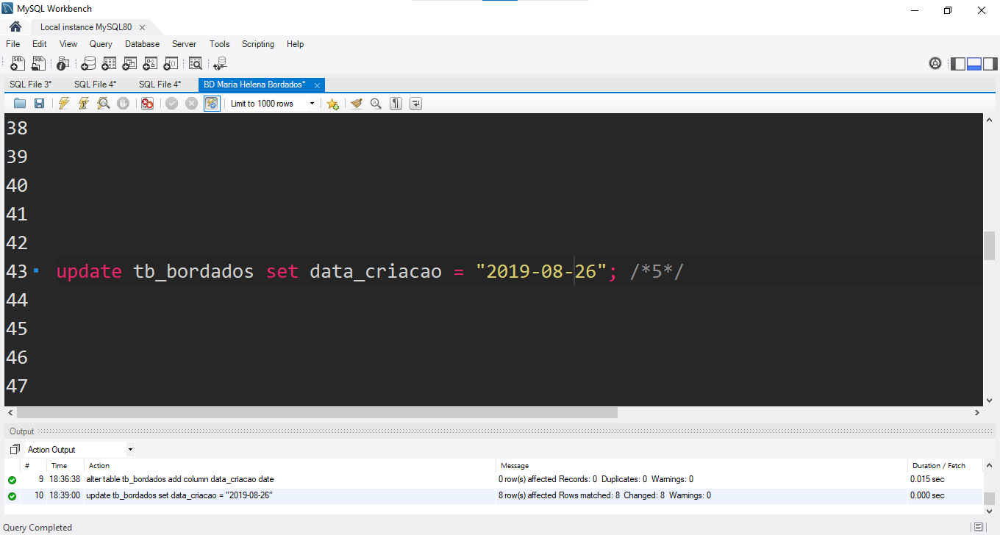 MySQL Workbench
Local instance MySQL80
File Edit View Query Database Server Tools Scripting Help
SQL File 3* SQL File 4* SQL File 4* BD Maria Helena Bordados*
Limit to 1000 rows
38
39
40
41
42
43 update tb_bordados set data_criacao = "2019-08-26"; /*5*/
44
45
46
47
Output
Action Output
# Time Action Message Duration / Fetch
9 18:36:38 alter table tb_bordados add column data_criacao date 0 row(s) affected Records: 0 Duplicates: 0 Warnings: 0 0.015 sec
10 18:39:00 update tb_bordados set data_criacao = "2019-08-26" 8 row(s) affected Rows matched: 8 Changed: 8 Warnings: 0 0.000 sec
Query Completed